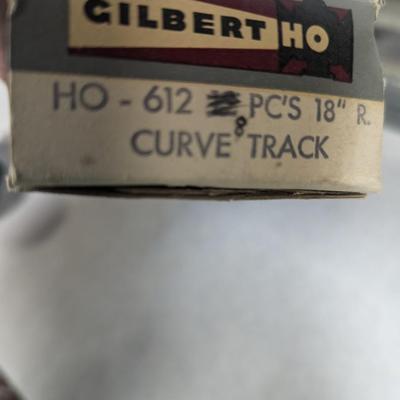 GILBERT HO
HO - 612 PC'S 18" R.
8
CURVE TRACK